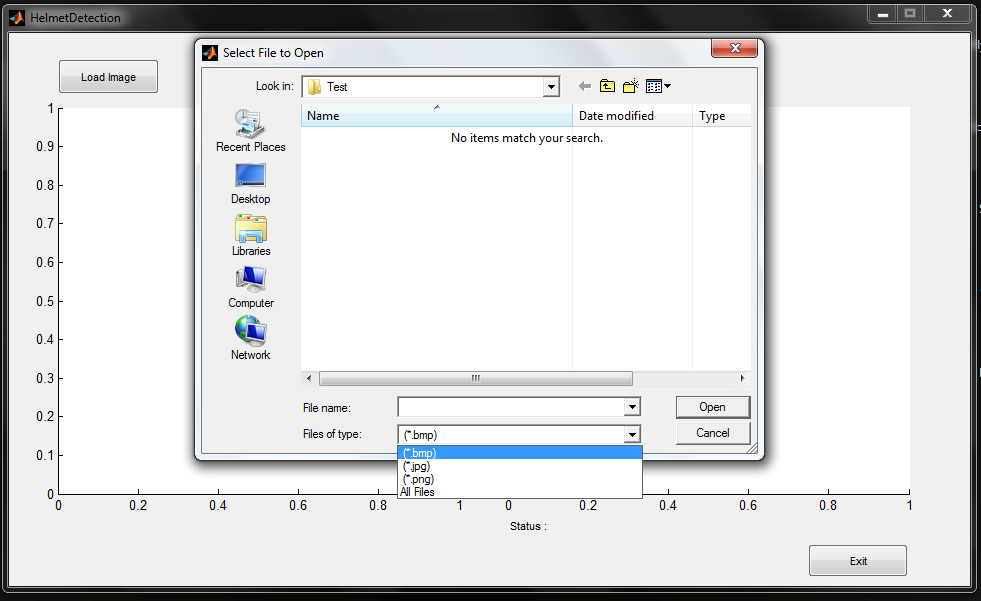 HelmetDetection
Load Image
Select File to Open
Look in: Test
Name Date modified Type
No items match your search.
Recent Places
Desktop
Libraries
Computer
Network
File name: Open
Files of type: (*.bmp) Cancel
(*.bmp)
(*.jpg)
(*.png)
All Files
1
0.9
0.8
0.7
0.6
0.5
0.4
0.3
0.2
0.1
0
0 0.2 0.4 0.6 0.8 1 0 0.2 0.4 0.6 0.8 1
Status :
Exit